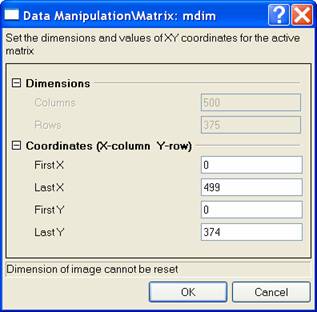 Data Manipulation\Matrix: mdim
Set the dimensions and values of XY coordinates for the active
matrix
Dimensions
Columns 500
Rows 375
Coordinates (X-column Y-row)
First X 0
Last X 499
First Y 0
Last Y 374
Dimension of image cannot be reset
OK Cancel